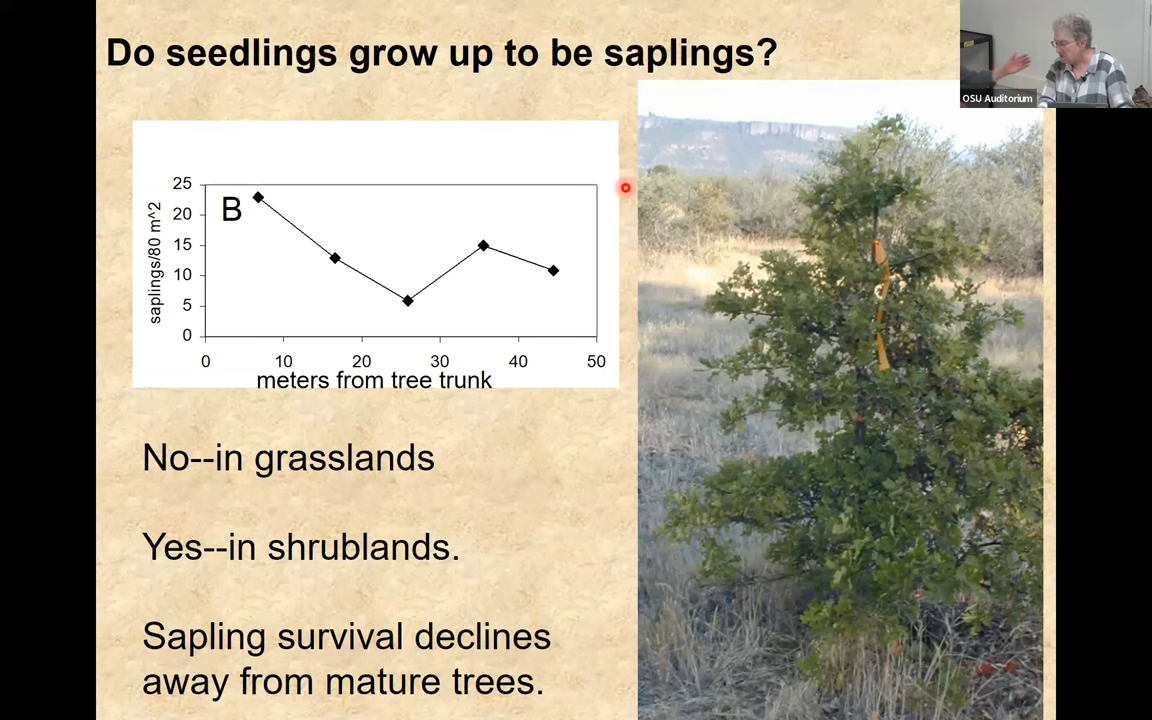 Do seedlings grow up to be saplings?
OSU Auditorium
B
saplings/80 m^2
25
20
15
10
5
0
0 10 20 30 40 50
meters from tree trunk
No--in grasslands
Yes--in shrublands.
Sapling survival declines
away from mature trees.